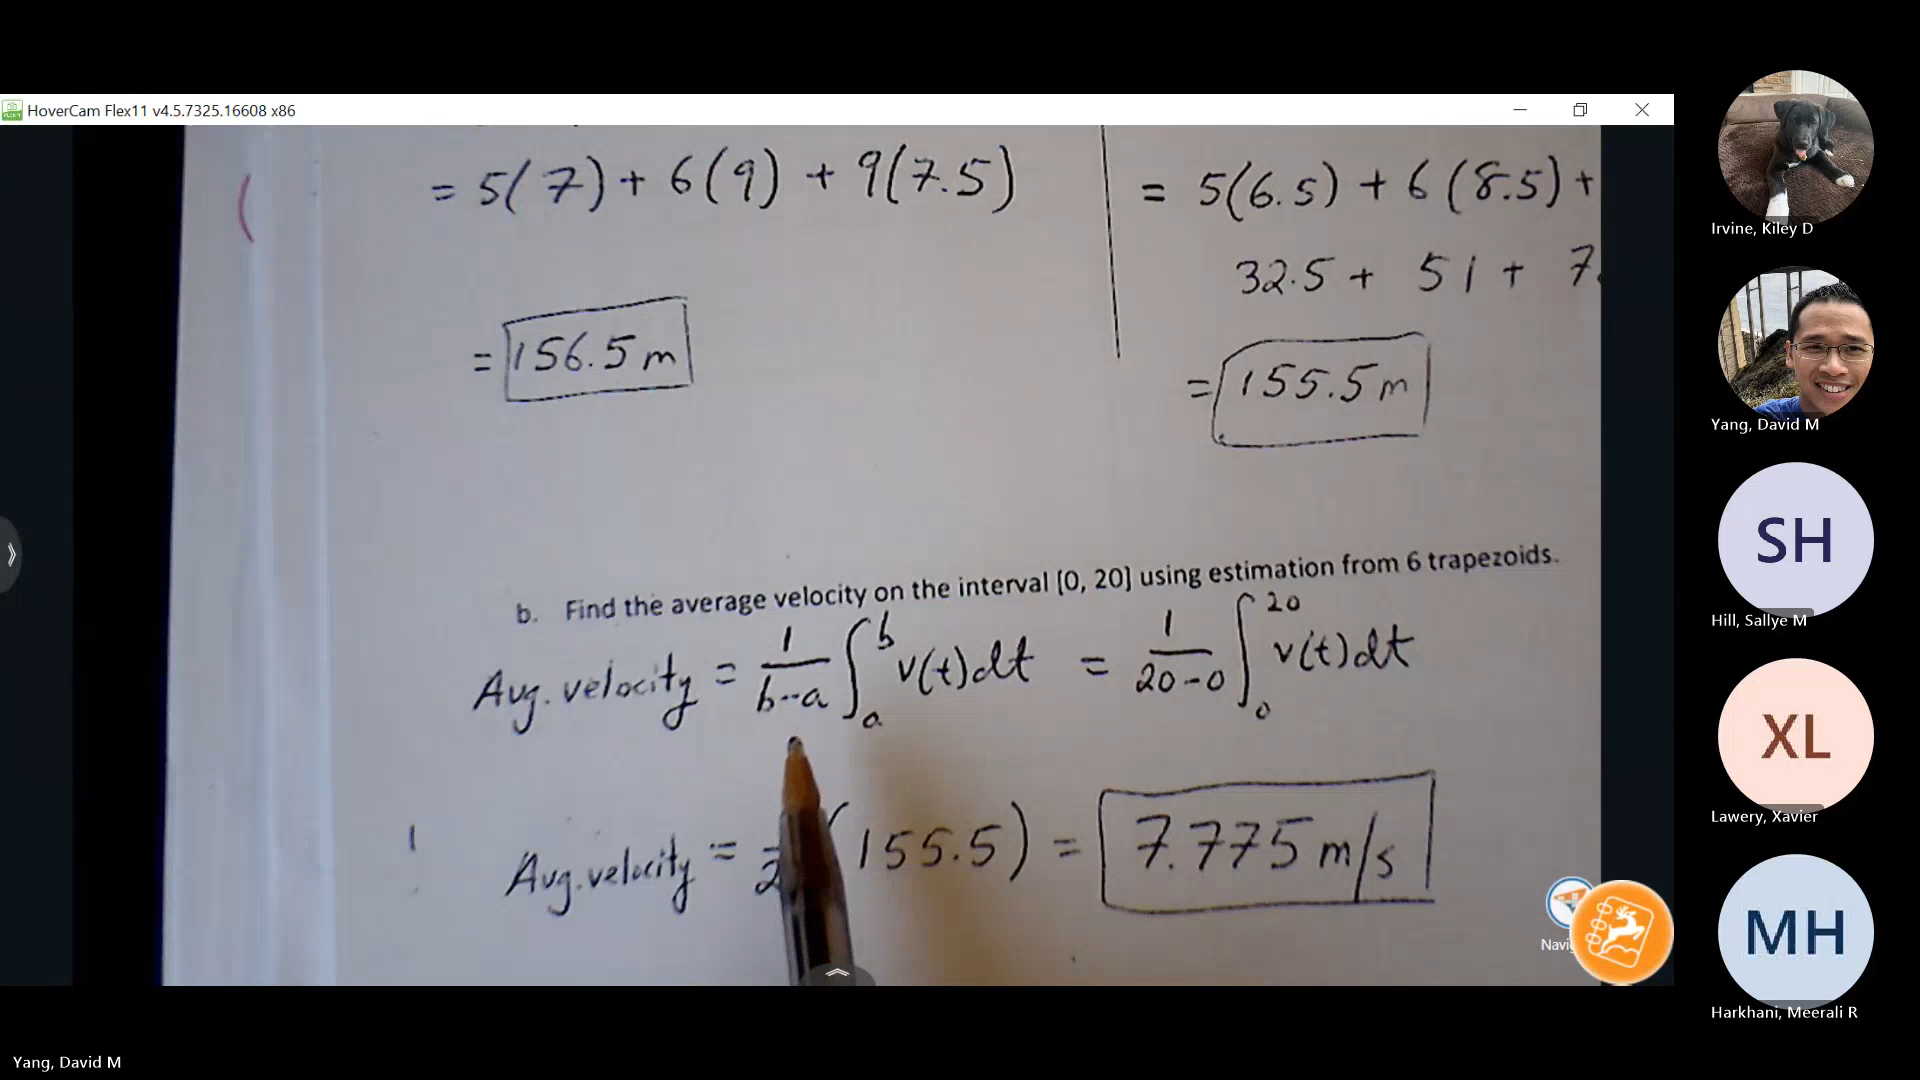 HoverCam Flex11 v4.5.7325.16608 x86
= 5(7) + 6(9) + 9(7.5)
= 156.5 m
= 5(6.5) + 6(8.5) +
32.5 + 51 + 7.
= 155.5 m
b. Find the average velocity on the interval [0, 20] using estimation from 6 trapezoids.
Avg. velocity = 1/b-a ∫_a^b v(t)dt = 1/20-0 ∫_0^20 v(t)dt
Avg. velocity = (155.5) = 7.775 m/s
Irvine, Kiley D
Yang, David M
SH
Hill, Sallye M
XL
Lawery, Xavier
MH
Harkhani, Meerali R
Yang, David M